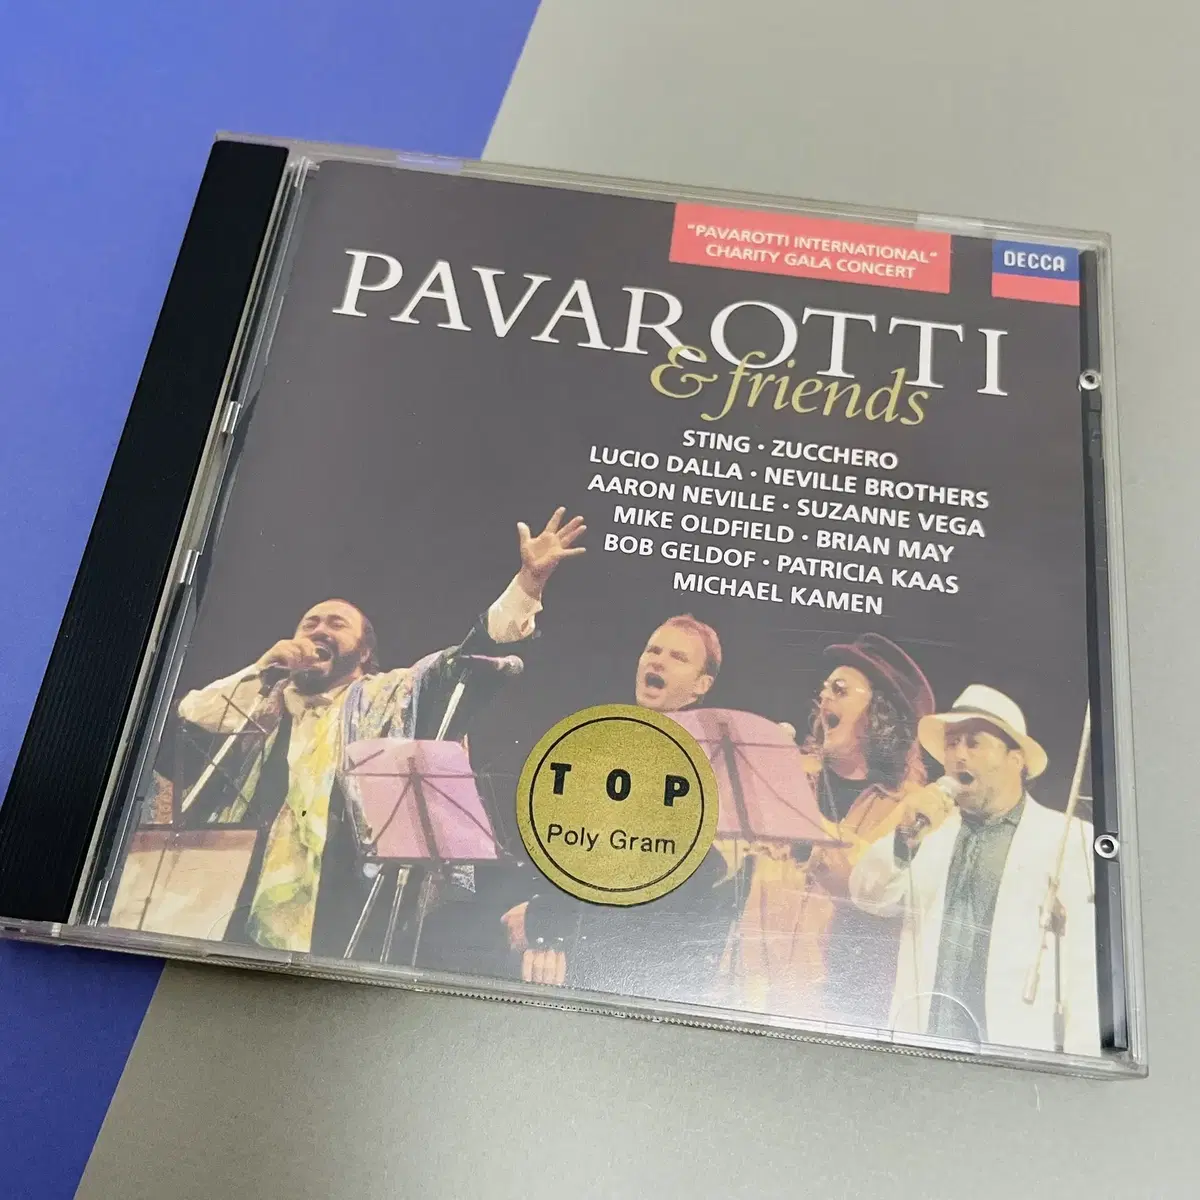 "PAVAROTTI INTERNATIONAL"
CHARITY GALA CONCERT
DECCA
PAVAROTTI
& friends
STING · ZUCCHERO
LUCIO DALLA · NEVILLE BROTHERS
AARON NEVILLE · SUZANNE VEGA
MIKE OLDFIELD · BRIAN MAY
BOB GELDOF · PATRICIA KAAS
MICHAEL KAMEN
TOP
Poly Gram